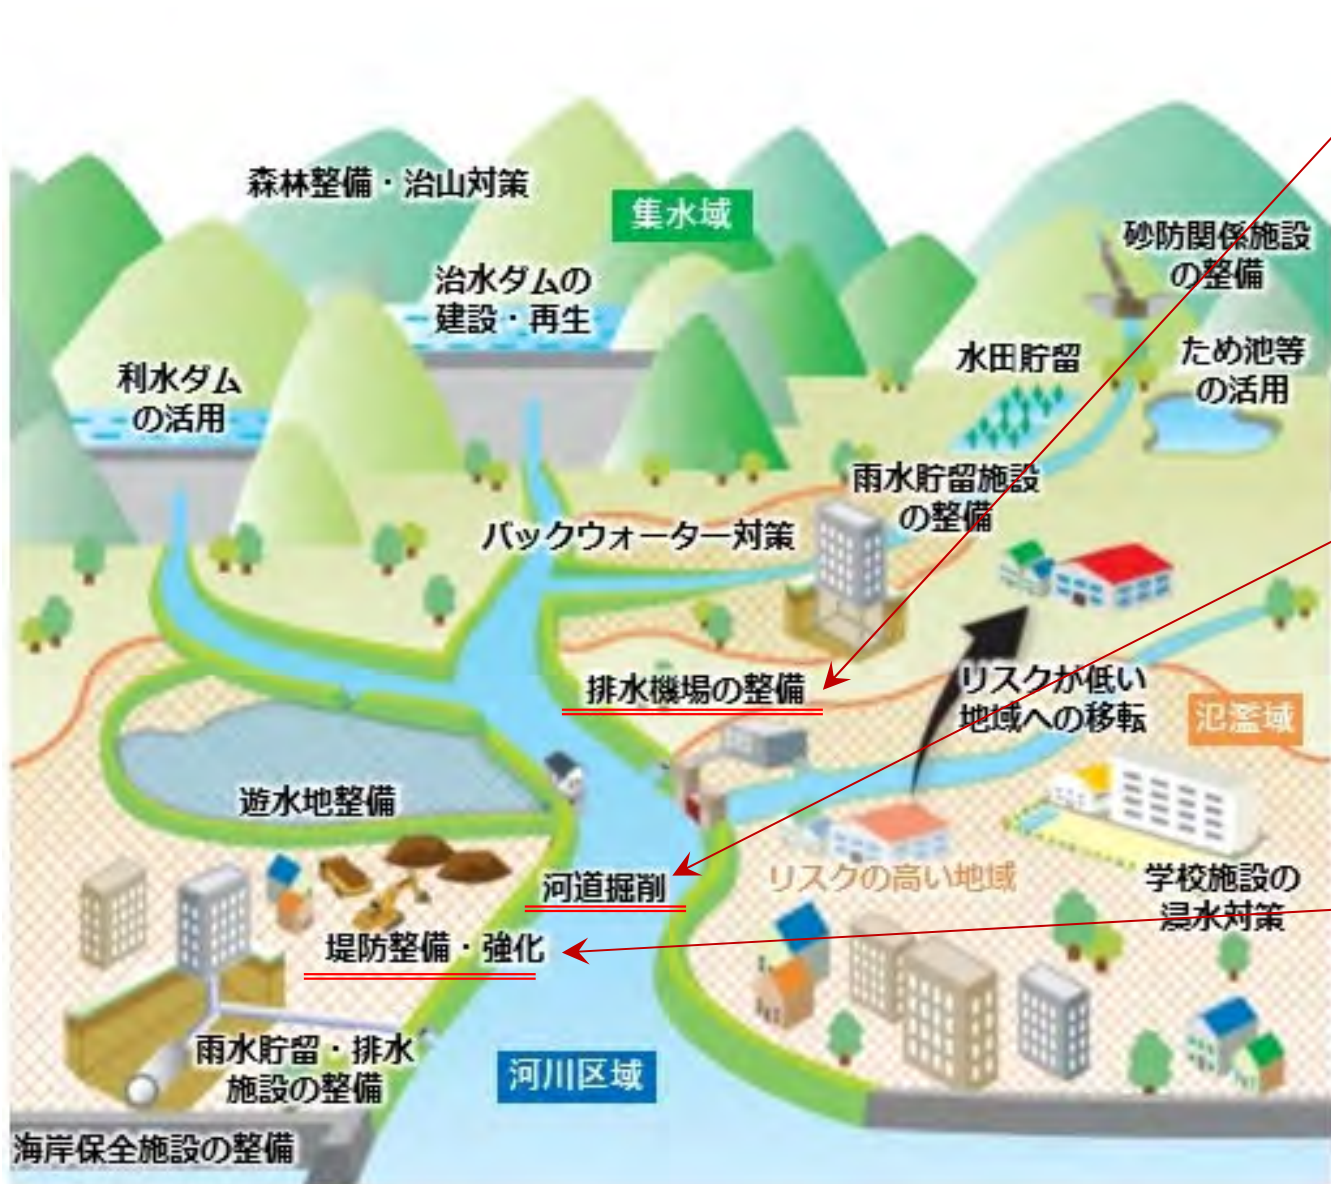 森林整備・治山対策
集水域
砂防関係施設
の整備
治水ダムの
建設・再生
水田貯留
ため池等
の活用
利水ダム
の活用
雨水貯留施設
の整備
バックウォーター対策
排水機場の整備
リスクが低い
地域への移転
氾濫域
遊水地整備
河道掘削
リスクの高い地域
学校施設の
浸水対策
堤防整備・強化
雨水貯留・排水
施設の整備
河川区域
海岸保全施設の整備